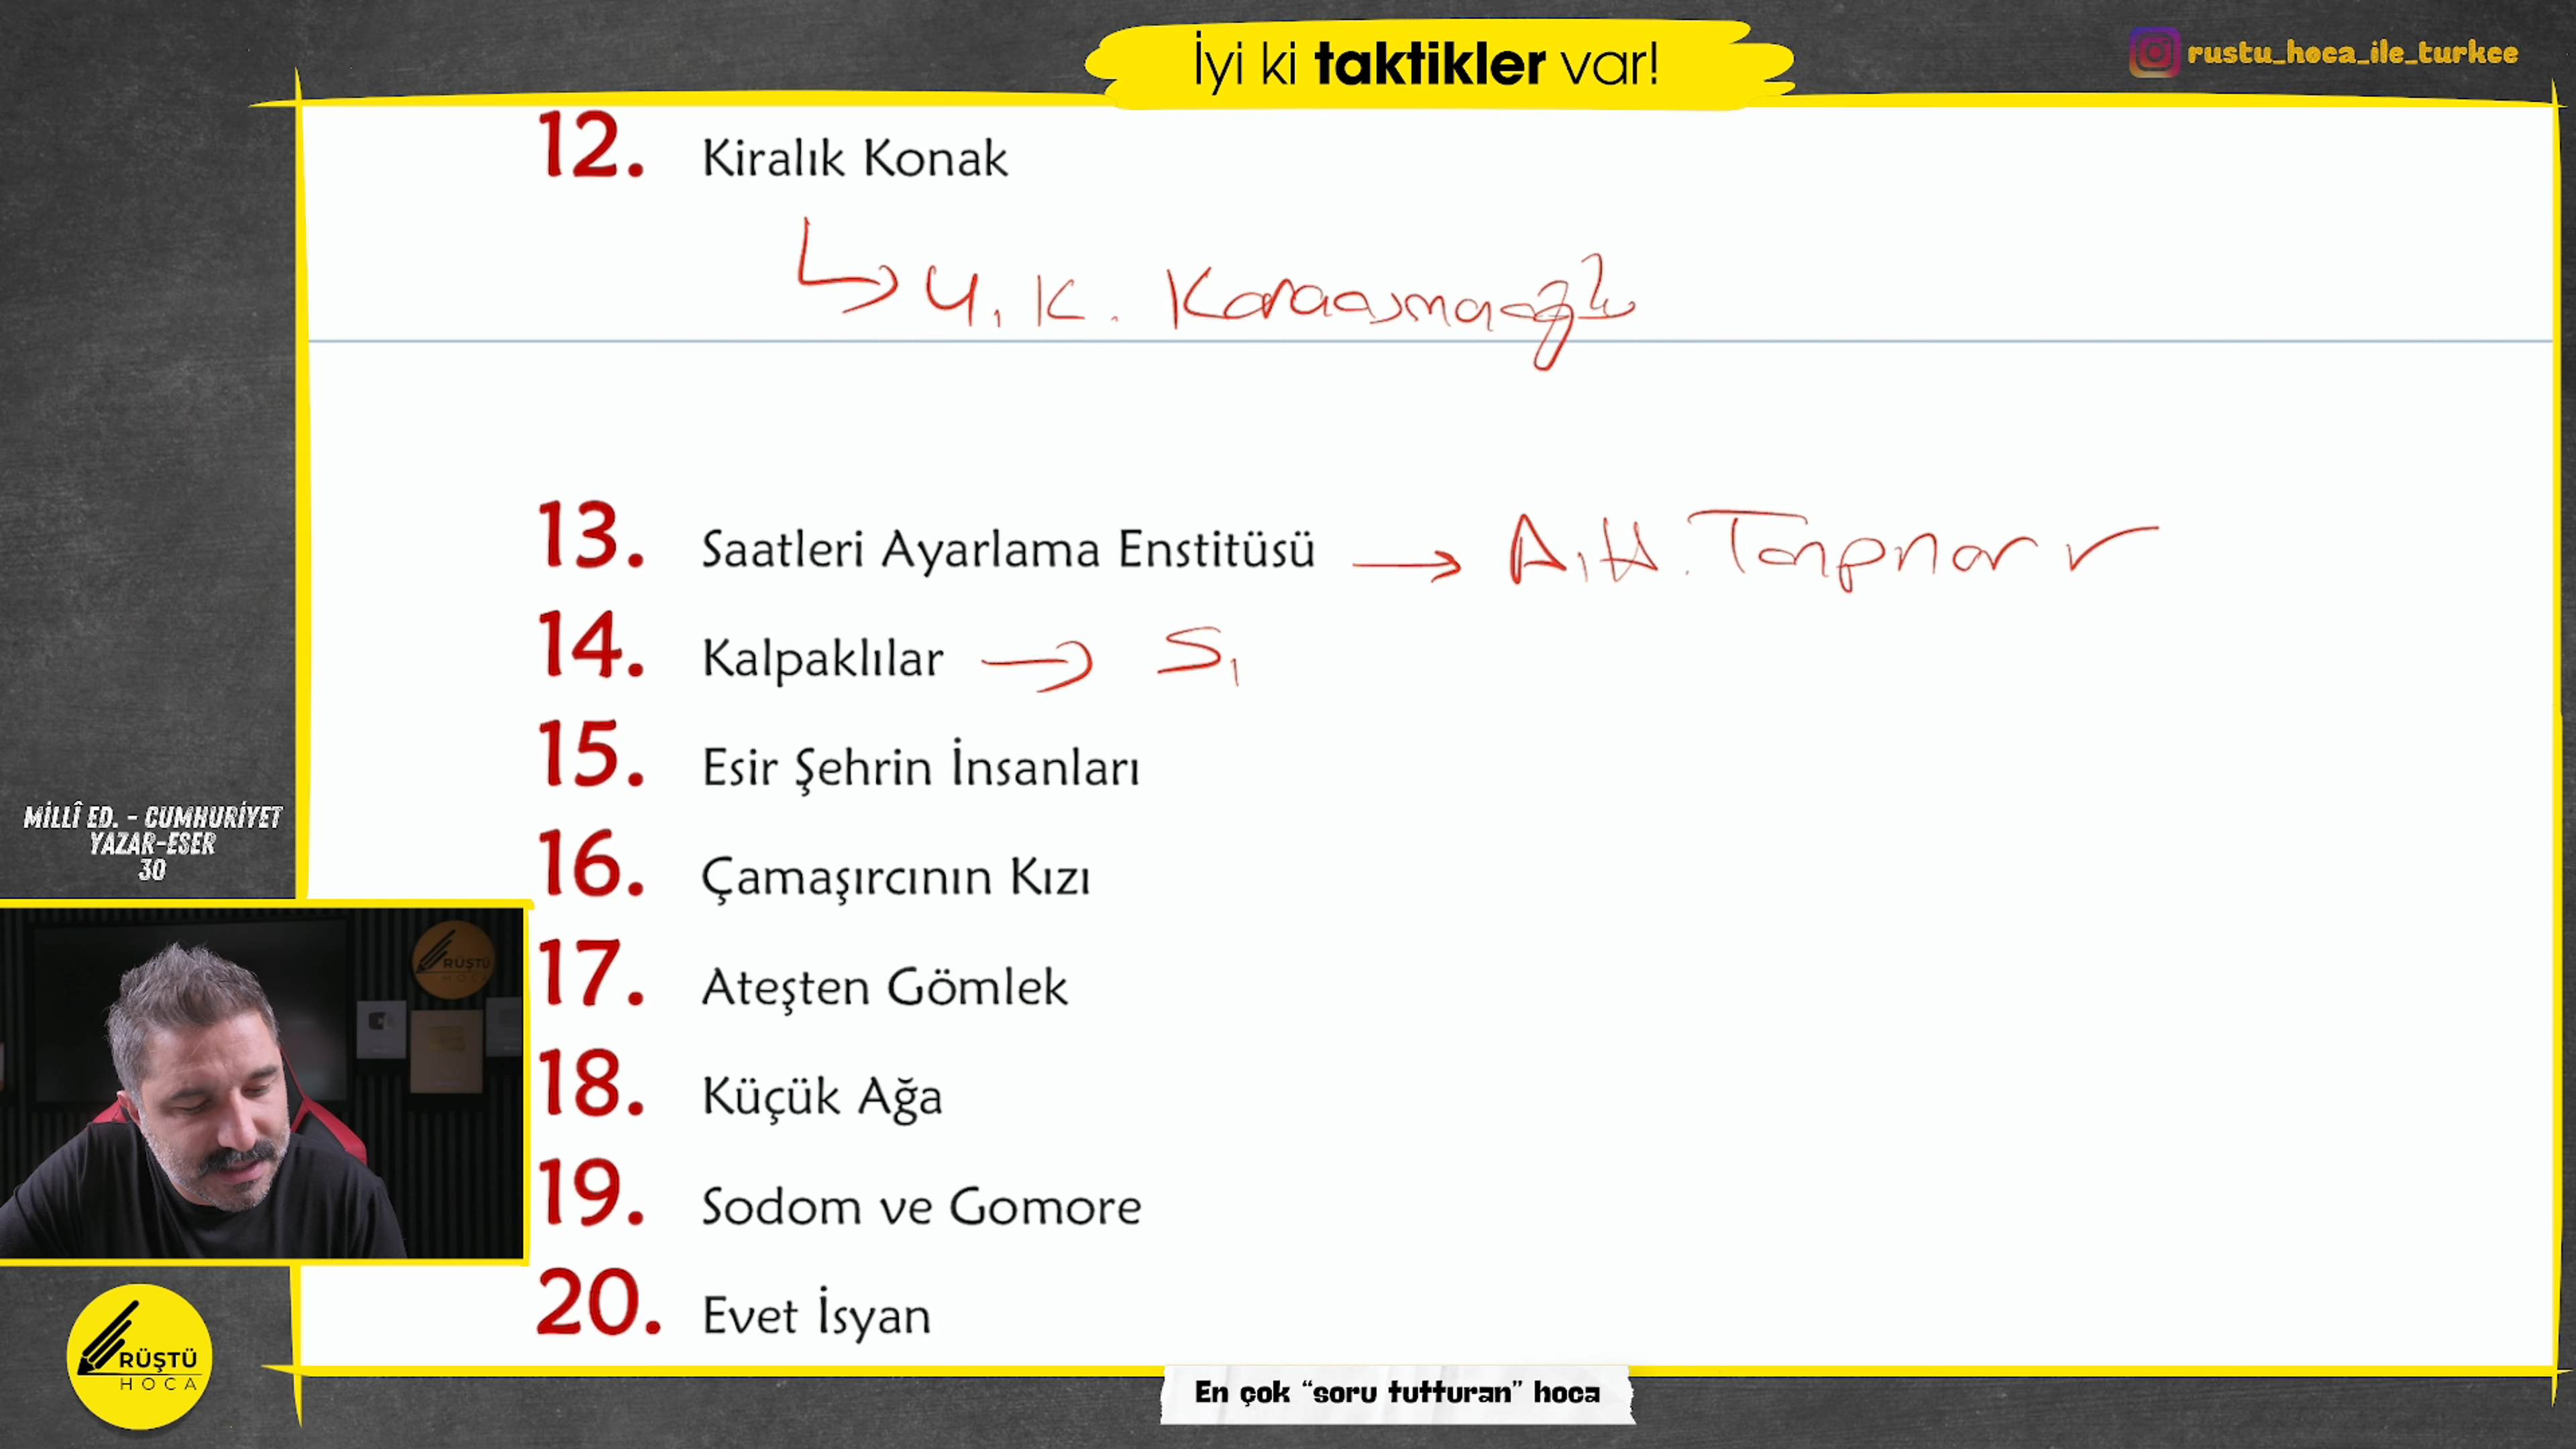 İyi ki taktikler var!
rustu_hoca_ile_turkce
12. Kiralık Konak
Y. K. Karaosmanoğlu
13. Saatleri Ayarlama Enstitüsü → A. H. Tanpınar
14. Kalpaklılar → S.
15. Esir Şehrin İnsanları
16. Çamaşırcının Kızı
17. Ateşten Gömlek
18. Küçük Ağa
19. Sodom ve Gomore
20. Evet İsyan
MİLLÎ ED. - CUMHURİYET
YAZAR-ESER
30
RÜŞTÜ
HOCA
RÜŞTÜ
HOCA
En çok “soru tutturan” hoca